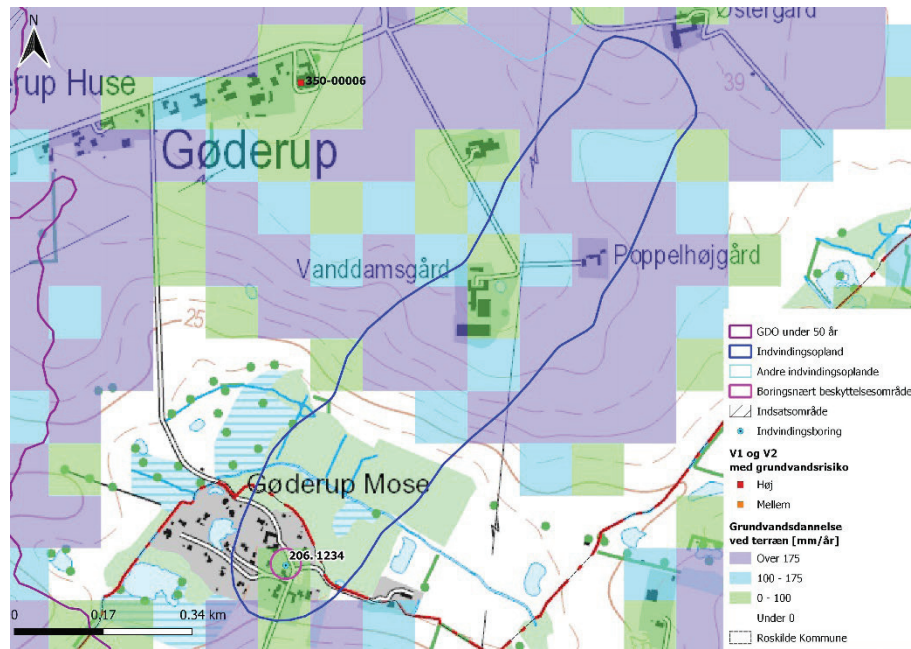 N
Østergård
350-00006
erup Huse
39
Gøderup
Vanddamsgård
Poppelhøjgård
25
Gøderup Mose
206. 1234
0 0,17 0,34 km
GDO under 50 år
Indvindingsopland
Andre indvindingsoplande
Boringsnært beskyttelsesområde
Indsatsområde
Indvindingsboring
V1 og V2
med grundvandsrisiko
Høj
Mellem
Grundvandsdannelse
ved terræn [mm/år]
Over 175
100 - 175
0 - 100
Under 0
Roskilde Kommune